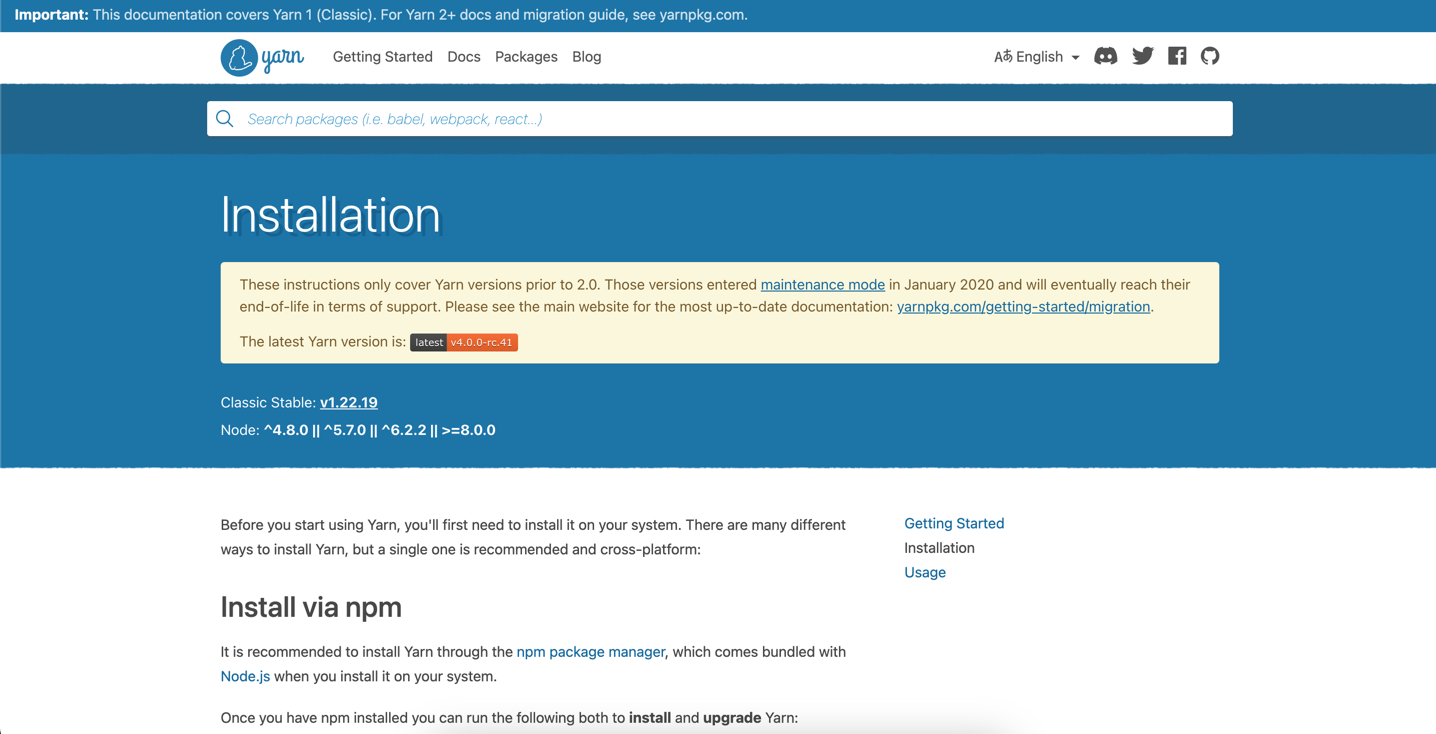 Important: This documentation covers Yarn 1 (Classic). For Yarn 2+ docs and migration guide, see yarnpkg.com.
yarn Getting Started Docs Packages Blog Aあ English
Search packages (i.e. babel, webpack, react...)
Installation
These instructions only cover Yarn versions prior to 2.0. Those versions entered maintenance mode in January 2020 and will eventually reach their
end-of-life in terms of support. Please see the main website for the most up-to-date documentation: yarnpkg.com/getting-started/migration.
The latest Yarn version is: latest v4.0.0-rc.41
Classic Stable: v1.22.19
Node: ^4.8.0 || ^5.7.0 || ^6.2.2 || >=8.0.0
Before you start using Yarn, you'll first need to install it on your system. There are many different
ways to install Yarn, but a single one is recommended and cross-platform:
Getting Started
Installation
Usage
Install via npm
It is recommended to install Yarn through the npm package manager, which comes bundled with
Node.js when you install it on your system.
Once you have npm installed you can run the following both to install and upgrade Yarn: